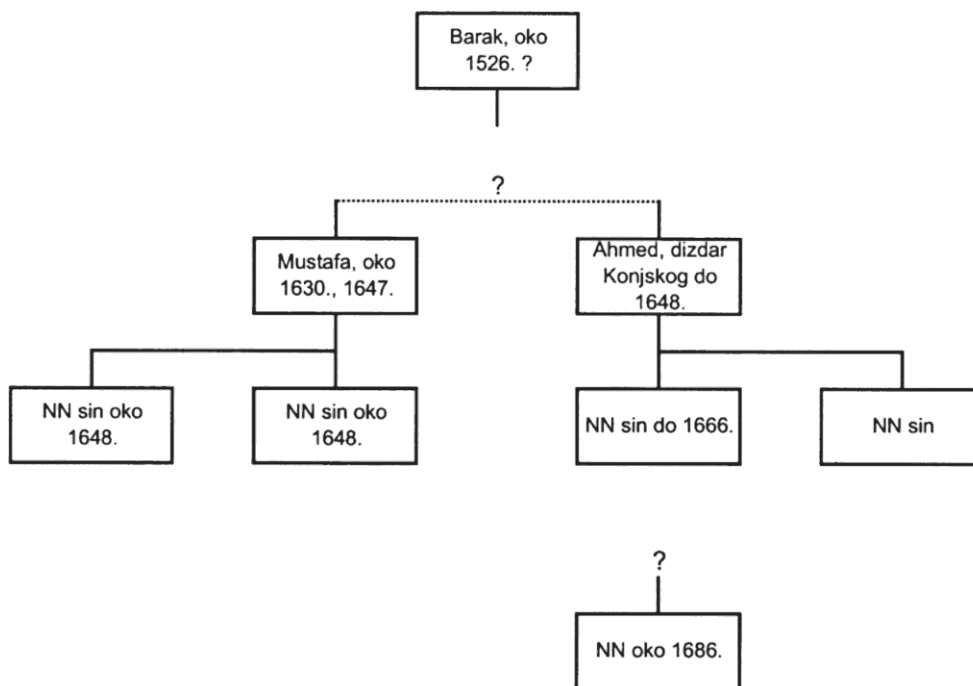 Barak, oko
1526. ?
?
Mustafa, oko
1630., 1647.
Ahmed, dizdar
Konjskog do
1648.
NN sin oko
1648.
NN sin oko
1648.
NN sin do 1666.
NN sin
?
NN oko 1686.